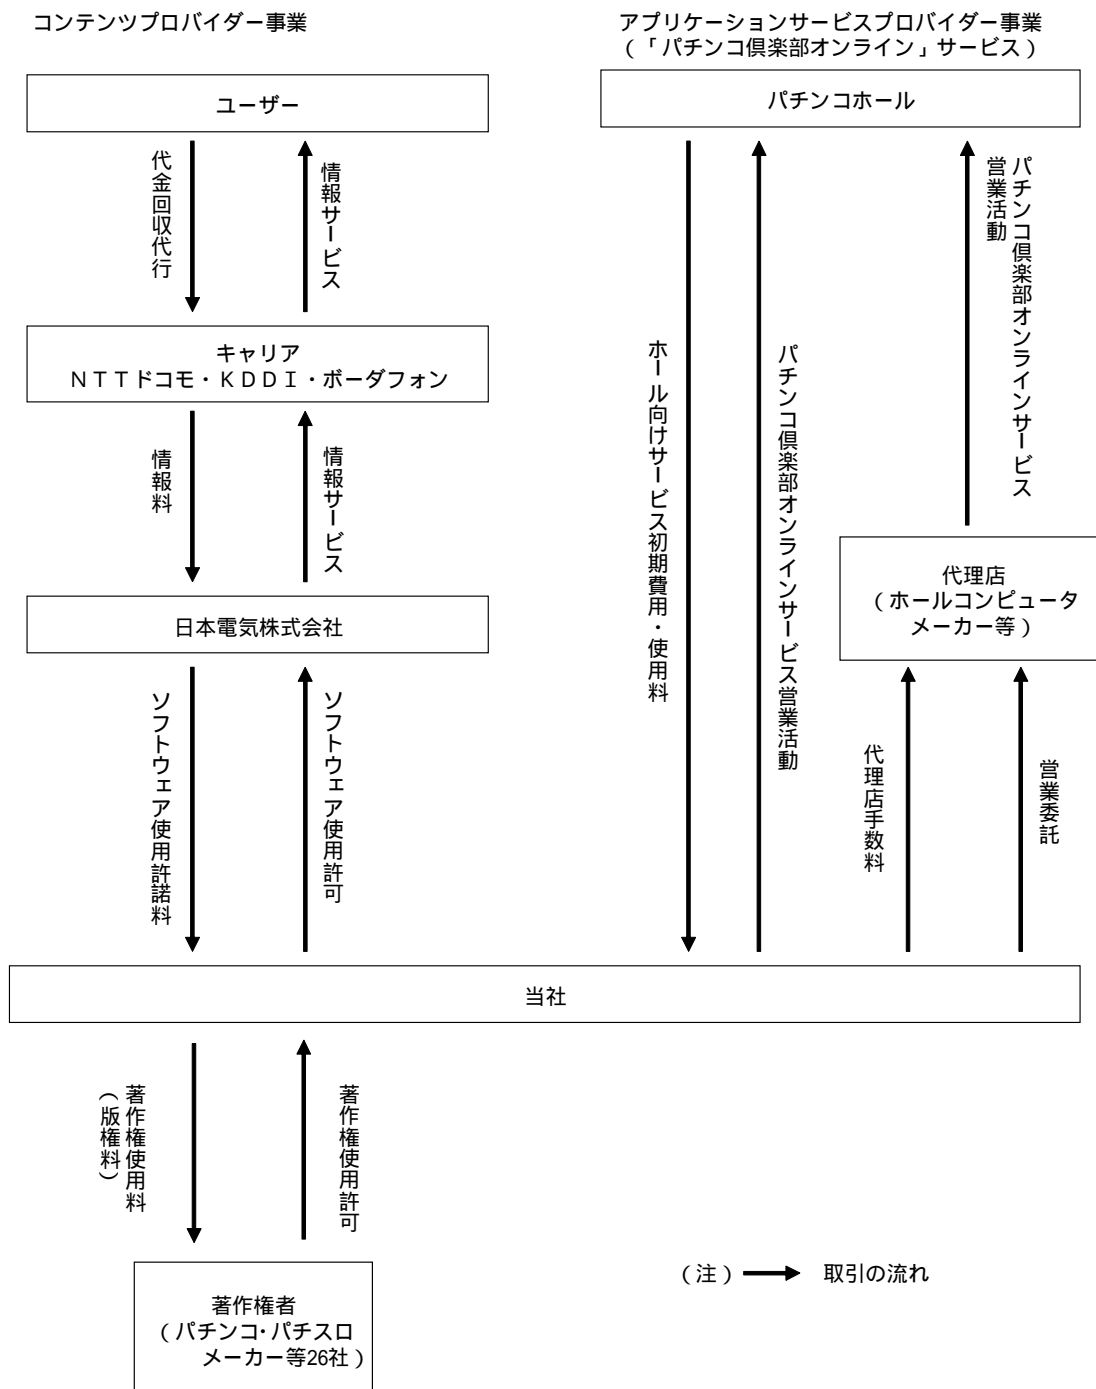 コンテンツプロバイダー事業
アプリケーションサービスプロバイダー事業
(「パチンコ倶楽部オンライン」サービス)
ユーザー
パチンコホール
代金回収代行
情報サービス
キャリア
NTTドコモ・KDDI・ボーダフォン
情報料
情報サービス
日本電気株式会社
ソフトウェア使用許諾料
ソフトウェア使用許可
ホール向けサービス初期費用・使用料
パチンコ倶楽部オンラインサービス営業活動
パチンコ倶楽部オンラインサービス
営業活動
代理店
(ホールコンピュータ
メーカー等)
代理店手数料
営業委託
当社
著作権使用料
(版権料)
著作権使用許可
著作権者
(パチンコ・パチスロ
メーカー等26社)
(注) 取引の流れ